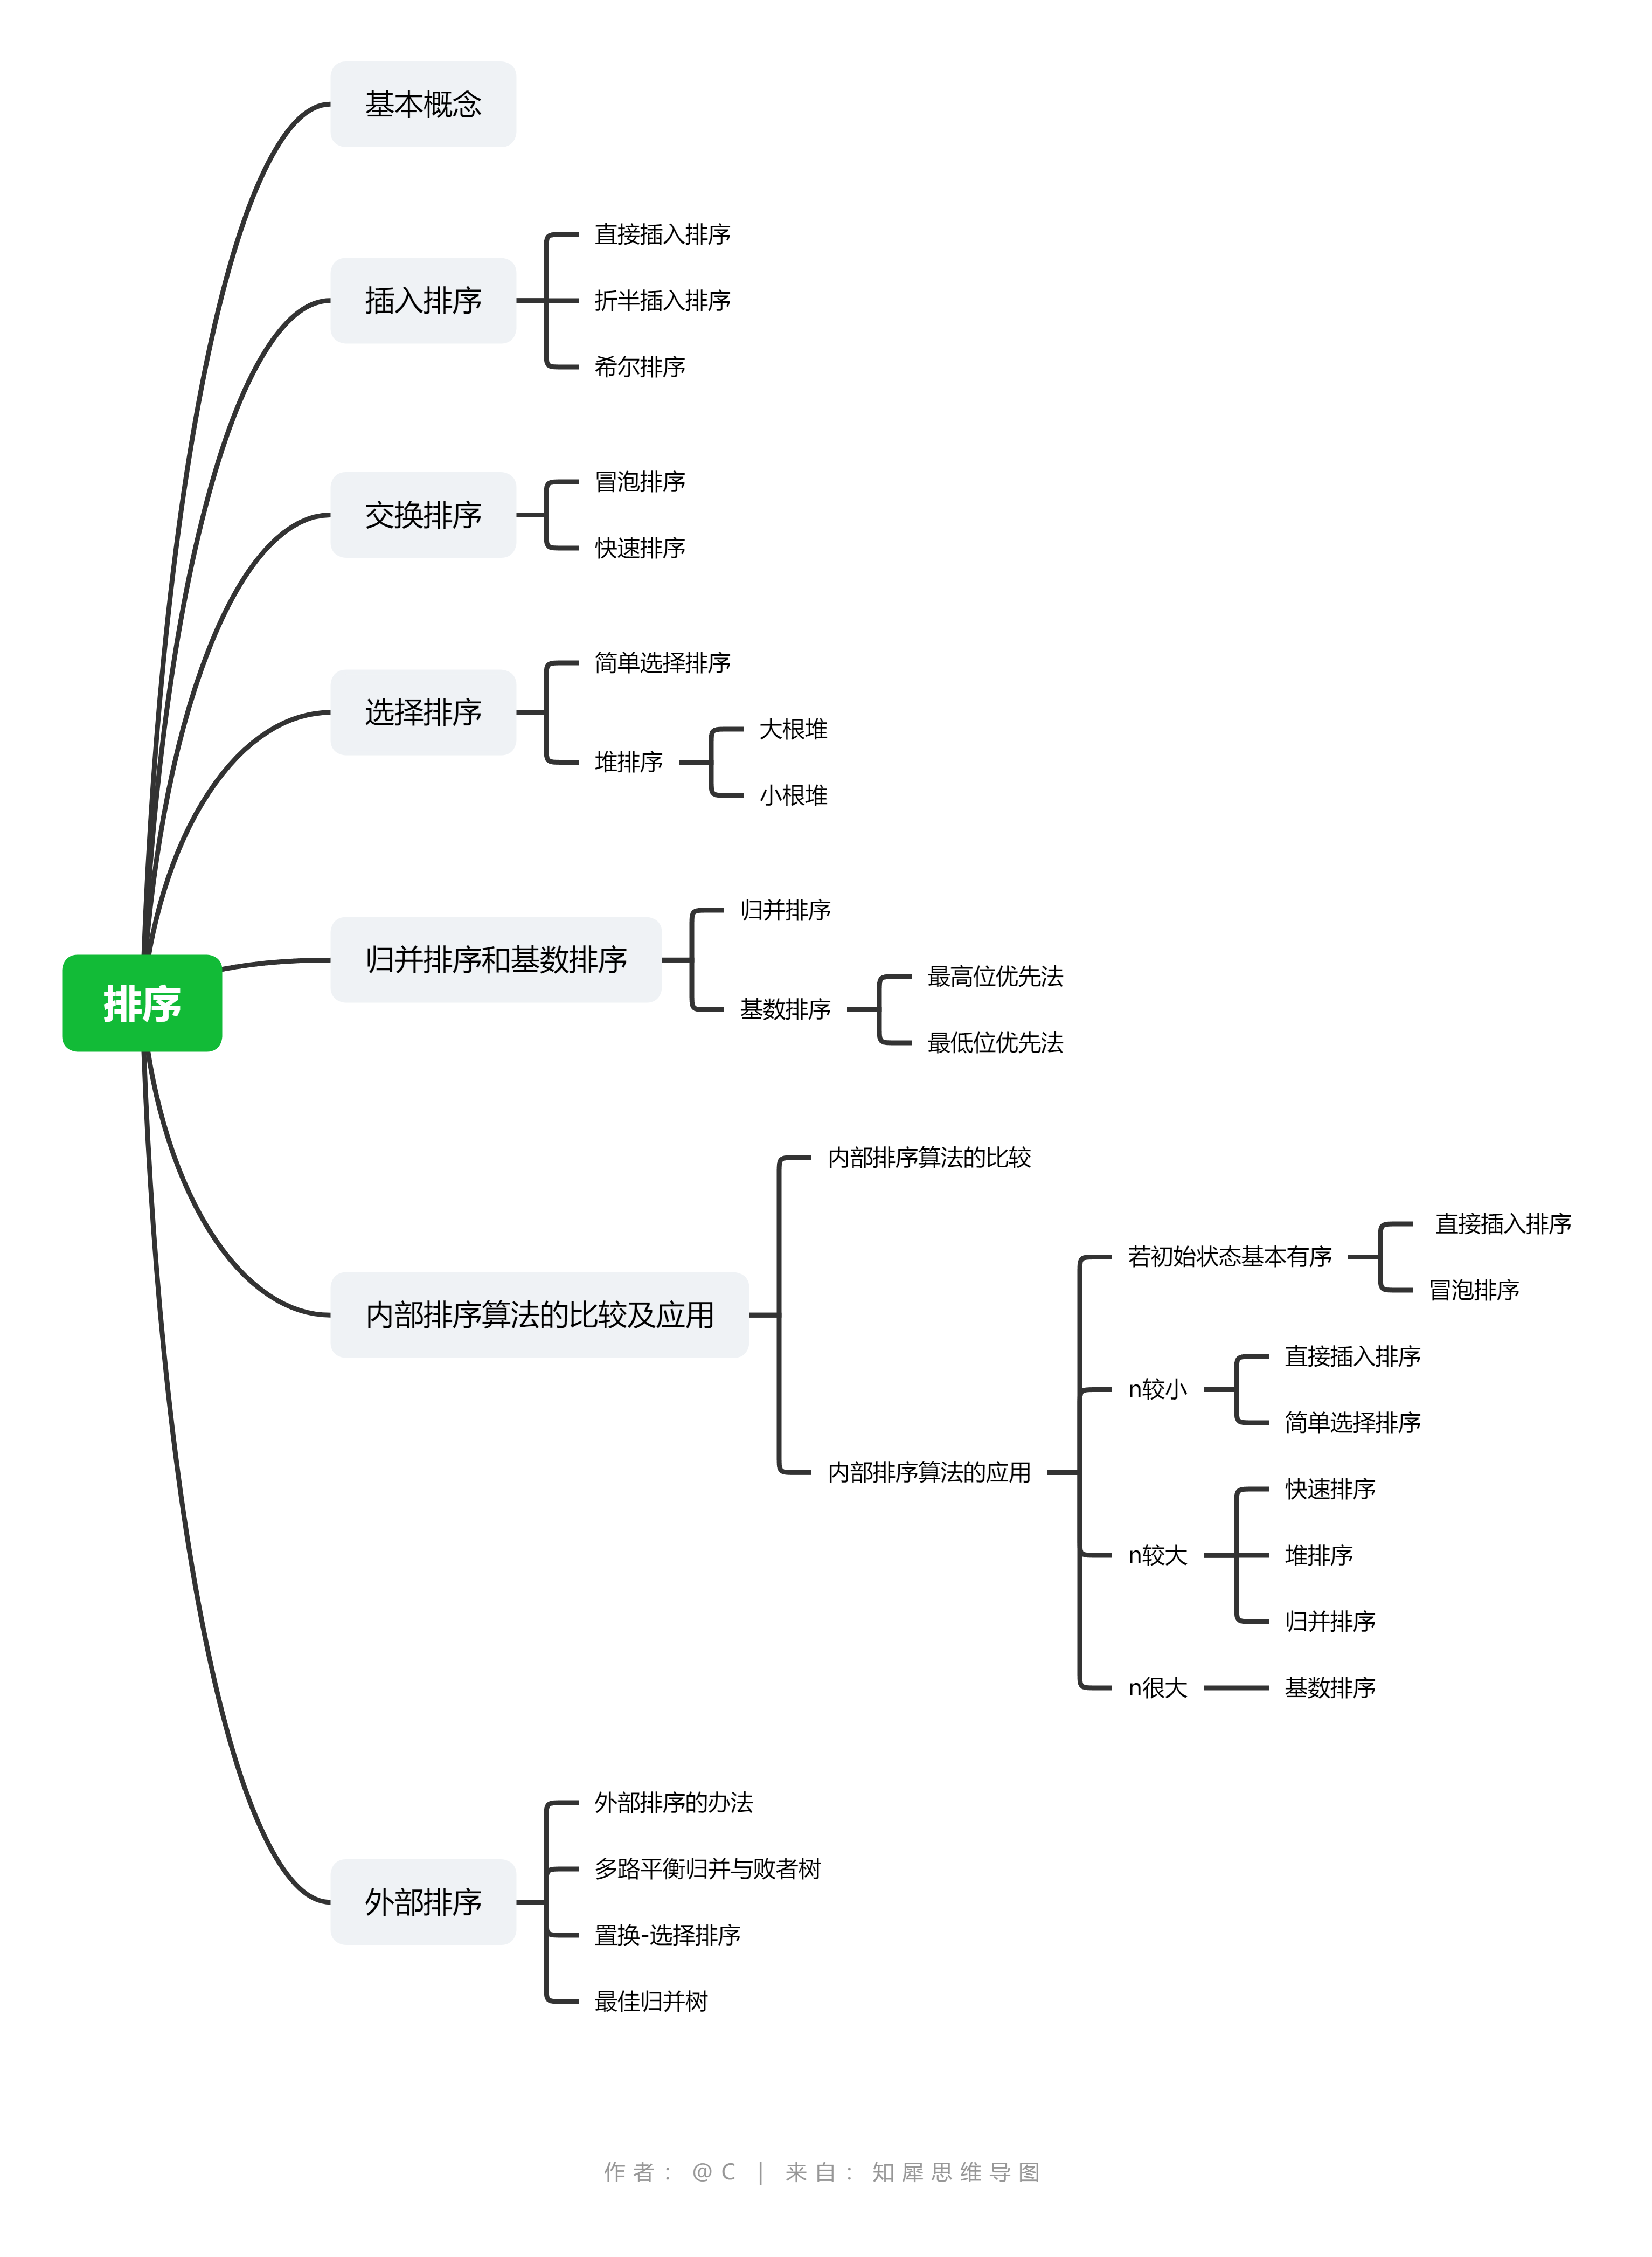 基本概念
插入排序
直接插入排序
折半插入排序
希尔排序
交换排序
冒泡排序
快速排序
选择排序
简单选择排序
堆排序
大根堆
小根堆
排序
归并排序和基数排序
归并排序
基数排序
最高位优先法
最低位优先法
内部排序算法的比较及应用
内部排序算法的比较
内部排序算法的应用
若初始状态基本有序
直接插入排序
冒泡排序
n较小
直接插入排序
简单选择排序
n较大
快速排序
堆排序
归并排序
n很大
基数排序
外部排序
外部排序的办法
多路平衡归并与败者树
置换-选择排序
最佳归并树
作者：@C | 来自：知犀思维导图